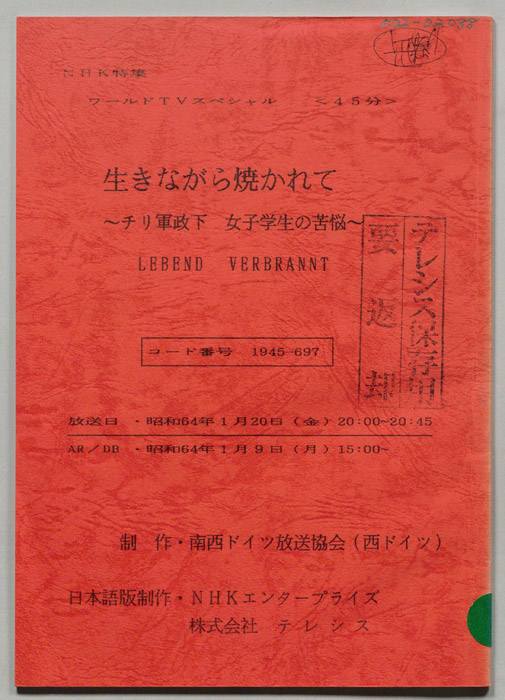 NHK特集
ワールドTVスペシャル <45分>
生きながら焼かれて
～チリ軍政下 女子学生の苦悩～
LEBEND VERBRANNT
テレシス保存用
要返却
コード番号 1945-697
放送日 ・昭和64年1月20日(金)20:00~20:45
AR/DB ・昭和64年1月9日(月)15:00~
制 作・南西ドイツ放送協会(西ドイツ)
日本語版制作・NHKエンタープライズ
株式会社 テレシス